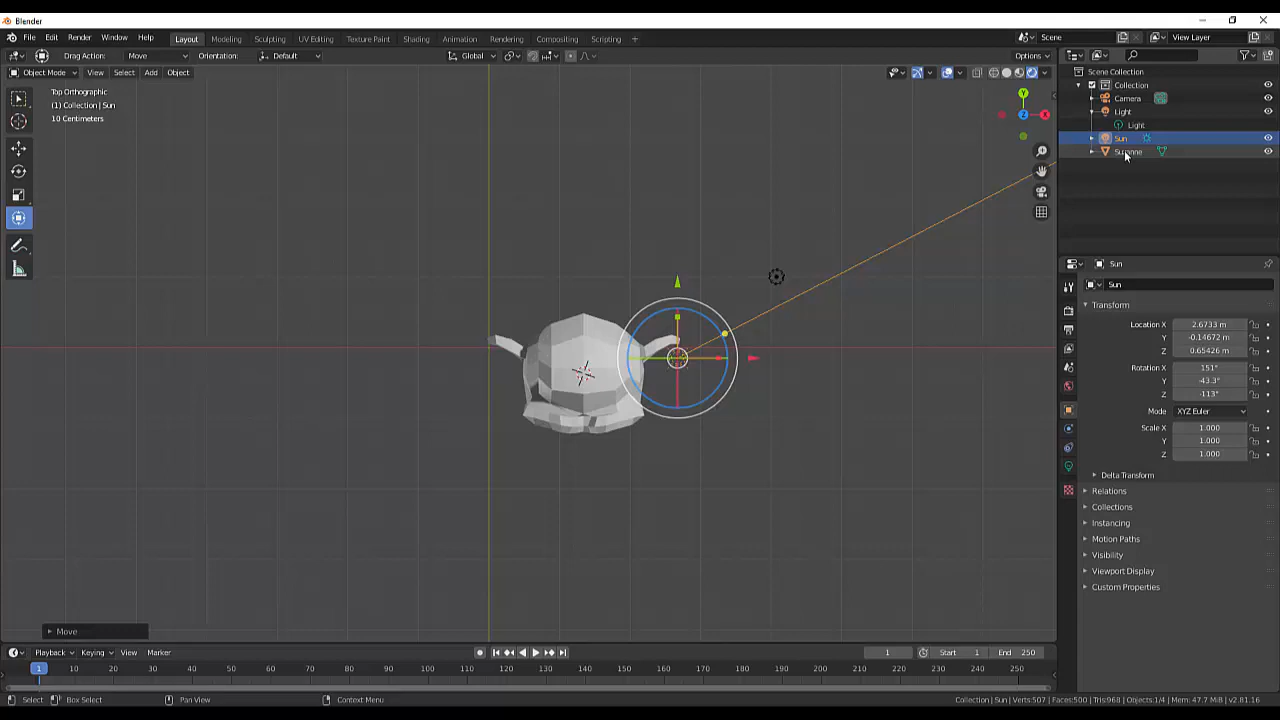 Blender
File Edit Render Window Help Layout Modeling Sculpting UV Editing Texture Paint Shading Animation Rendering Compositing Scripting + Scene View Layer
Drag Action: Move Orientation: Default Global Options
Object Mode View Select Add Object
Top Orthographic
(1) Collection | Sun
10 Centimeters
Y
X
Z
Move
Scene Collection
Collection
Camera
Light
Light
Sun
Suzanne
Sun
Sun
Transform
Location X 2.6733 m
Y -0.14672 m
Z 0.65426 m
Rotation X 151°
Y -43.3°
Z -113°
Mode XYZ Euler
Scale X 1.000
Y 1.000
Z 1.000
Delta Transform
Relations
Collections
Instancing
Motion Paths
Visibility
Viewport Display
Custom Properties
Playback Keying View Marker 1 Start 1 End 250
1 10 20 30 40 50 60 70 80 90 100 110 120 130 140 150 160 170 180 190 200 210 220 230 240 250
Select Box Select Pan View Context Menu Collection | Sun | Verts:507 | Faces:500 | Tris:968 | Objects:1/4 | Mem: 47.7 MiB | v2.81.16